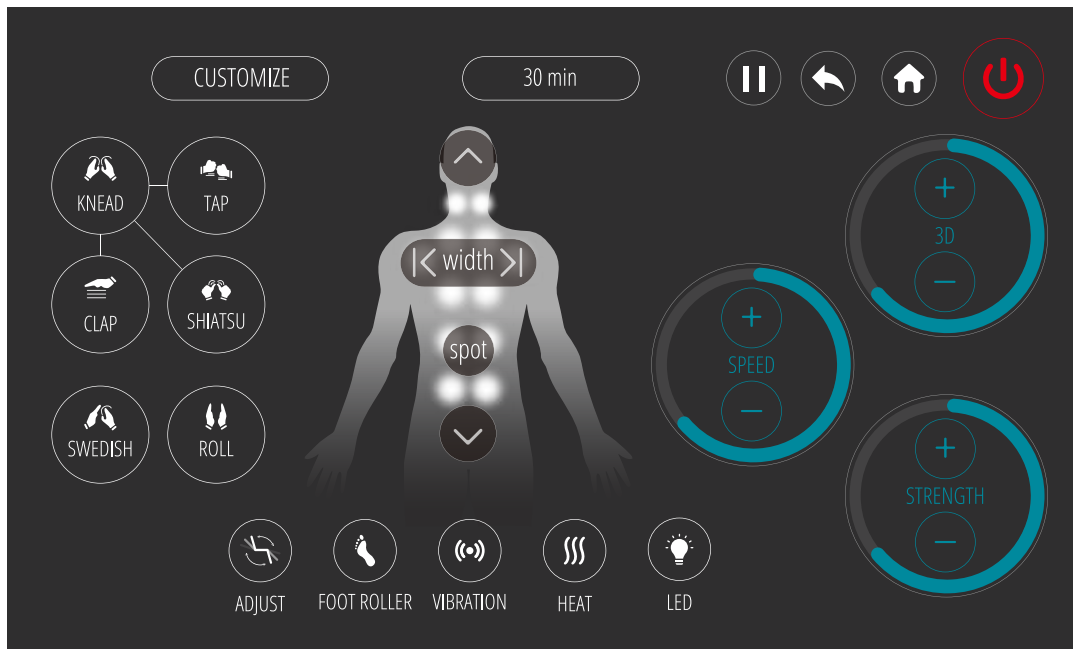 CUSTOMIZE
30 min
KNEAD
TAP
CLAP
SHIATSU
SWEDISH
ROLL
width
spot
3D
SPEED
STRENGTH
ADJUST
FOOT ROLLER
VIBRATION
HEAT
LED